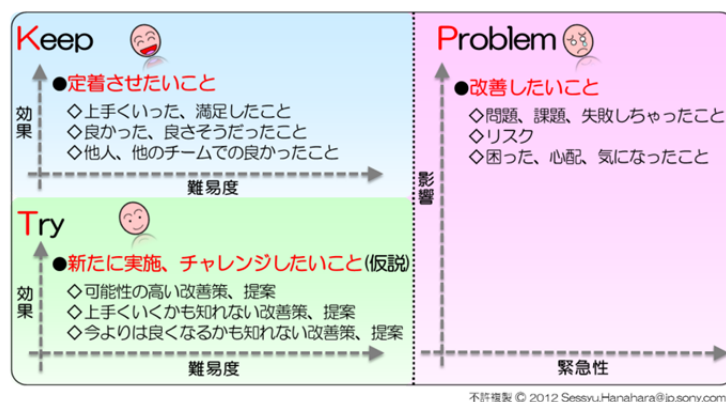 Keep
●定着させたいこと
◇上手くいった、満足したこと
◇良かった、良さそうだったこと
◇他人、他のチームでの良かったこと
効果
難易度
Try
●新たに実施、チャレンジしたいこと(仮説)
◇可能性の高い改善策、提案
◇上手くいくかも知れない改善策、提案
◇今よりは良くなるかも知れない改善策、提案
効果
難易度
Problem
●改善したいこと
◇問題、課題、失敗しちゃったこと
◇リスク
◇困った、心配、気になったこと
影響
緊急性
不許複製 © 2012 Sessyu.Hanahara@jp.sony.com